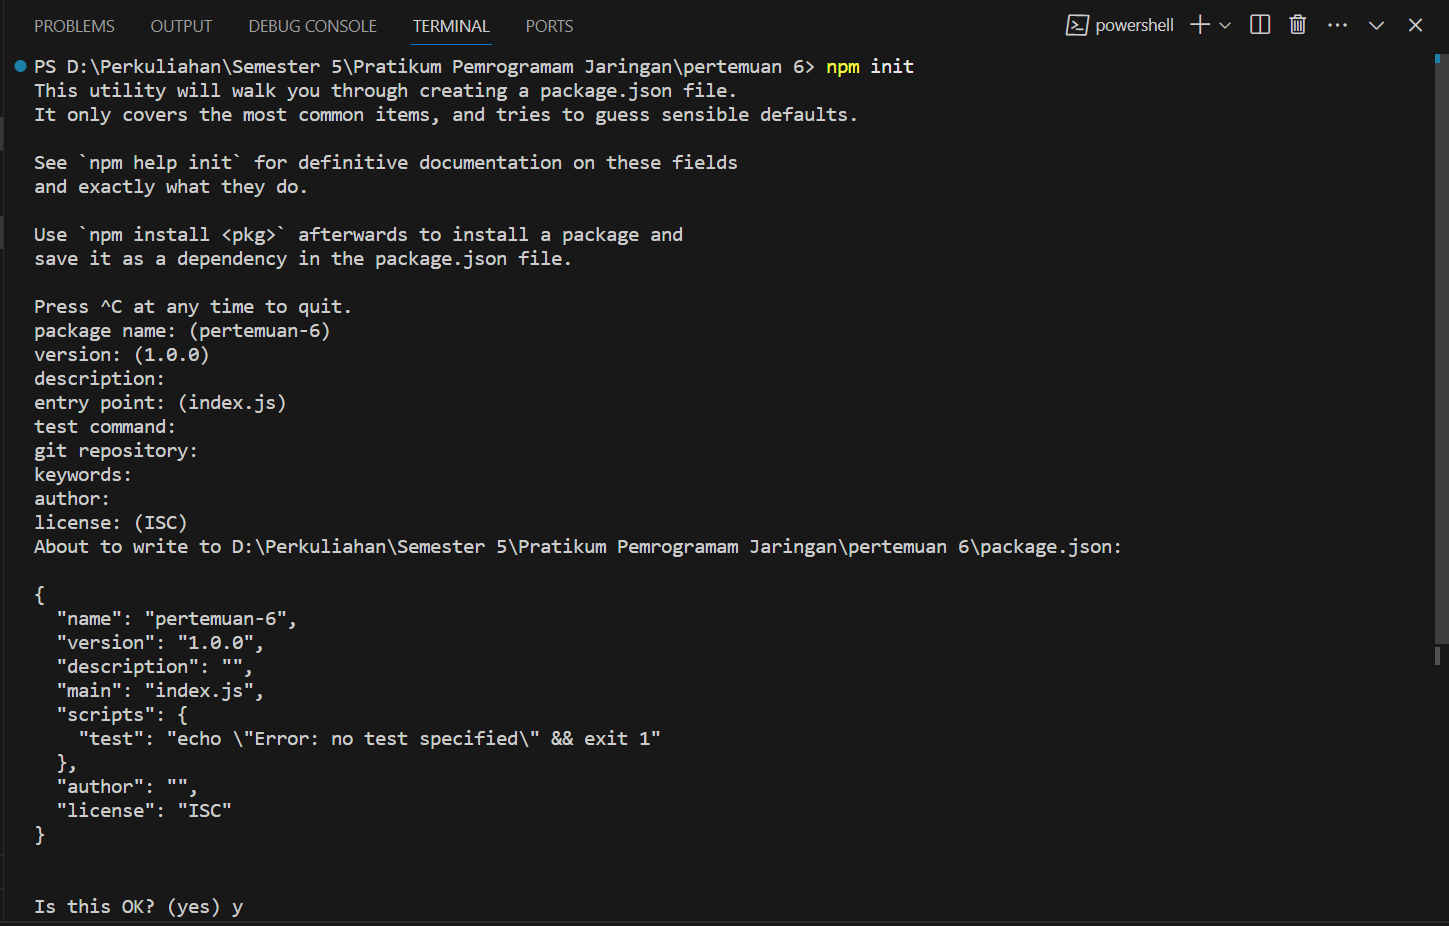 PROBLEMS OUTPUT DEBUG CONSOLE TERMINAL PORTS powershell
PS D:\Perkuliahan\Semester 5\Pratikum Pemrogramam Jaringan\pertemuan 6> npm init
This utility will walk you through creating a package.json file.
It only covers the most common items, and tries to guess sensible defaults.
See `npm help init` for definitive documentation on these fields
and exactly what they do.
Use `npm install <pkg>` afterwards to install a package and
save it as a dependency in the package.json file.
Press ^C at any time to quit.
package name: (pertemuan-6)
version: (1.0.0)
description:
entry point: (index.js)
test command:
git repository:
keywords:
author:
license: (ISC)
About to write to D:\Perkuliahan\Semester 5\Pratikum Pemrogramam Jaringan\pertemuan 6\package.json:
{
  "name": "pertemuan-6",
  "version": "1.0.0",
  "description": "",
  "main": "index.js",
  "scripts": {
    "test": "echo \"Error: no test specified\" && exit 1"
  },
  "author": "",
  "license": "ISC"
}
Is this OK? (yes) y